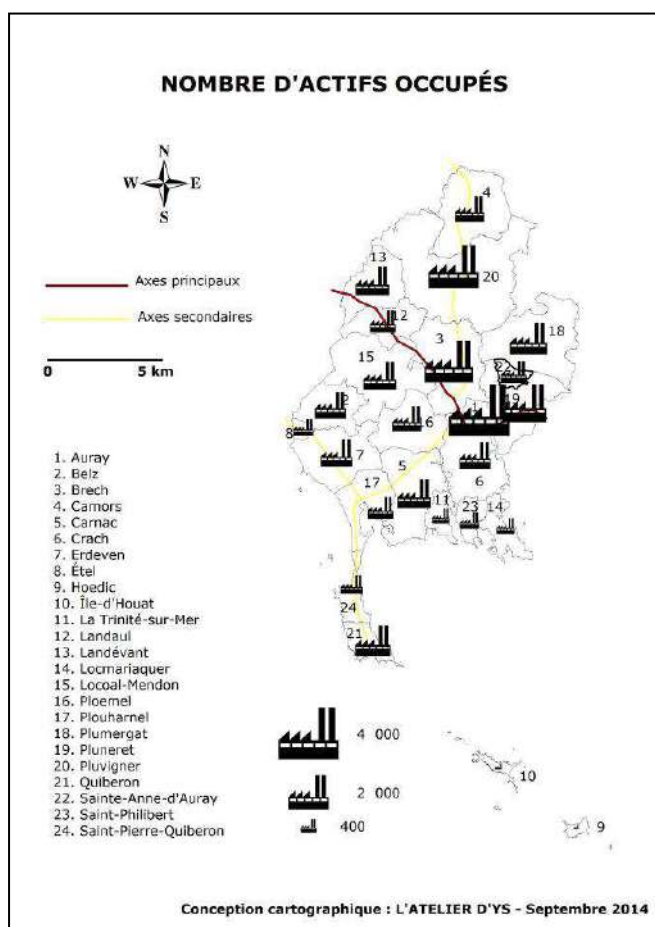 NOMBRE D'ACTIFS OCCUPÉS
N
W E
S
Axes principaux
Axes secondaires
0 5 km
4
20
13
12
3
18
15
2
19
6
8
7
5
6
17
11
23
14
24
21
10
9
1. Auray
2. Belz
3. Brech
4. Camors
5. Carnac
6. Crach
7. Erdeven
8. Étel
9. Hoedic
10. Île-d'Houat
11. La Trinité-sur-Mer
12. Landaul
13. Landévant
14. Locmariaquer
15. Locoal-Mendon
16. Ploemel
17. Plouharnel
18. Plumergat
19. Pluneret
20. Pluvigner
21. Quiberon
22. Sainte-Anne-d'Auray
23. Saint-Philibert
24. Saint-Pierre-Quiberon
4 000
2 000
400
Conception cartographique : L'ATELIER D'YS - Septembre 2014